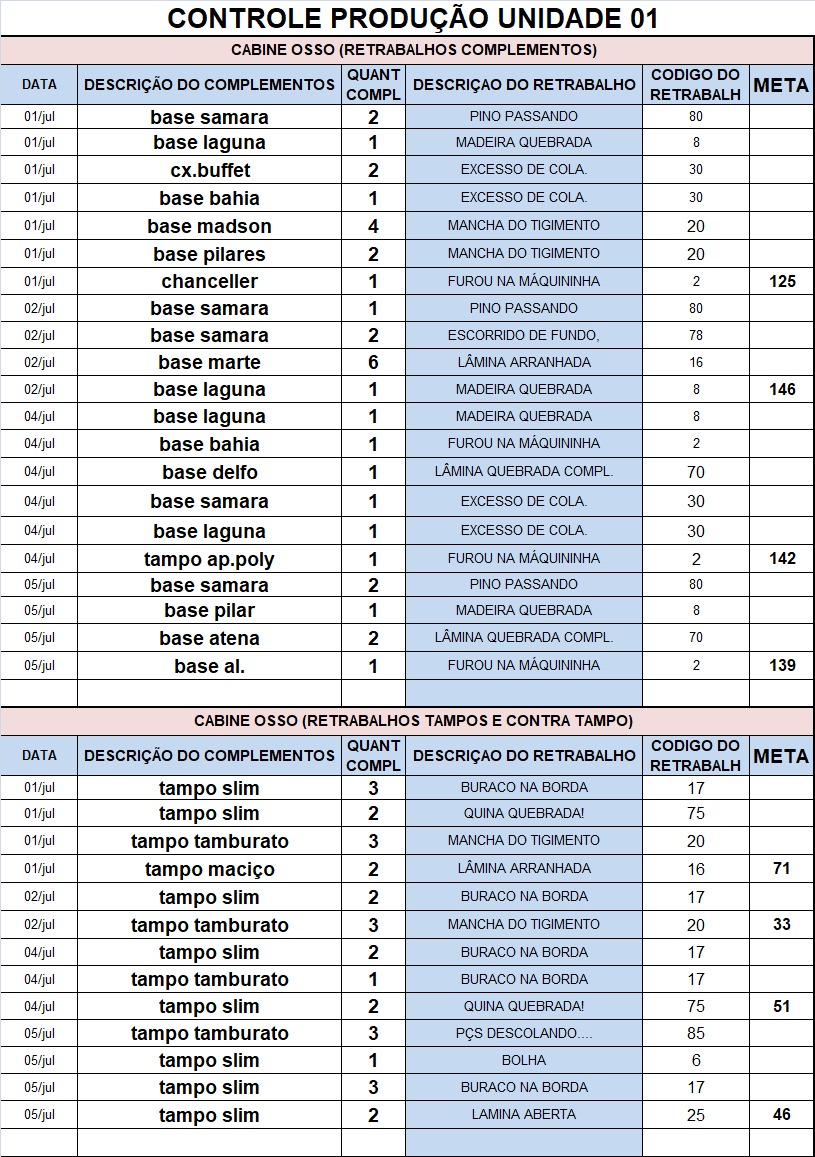 CONTROLE PRODUÇÃO UNIDADE 01
CABINE OSSO (RETRABALHOS COMPLEMENTOS)
DATA DESCRIÇÃO DO COMPLEMENTOS QUANT COMPL DESCRIÇAO DO RETRABALHO CODIGO DO RETRABALH META
01/jul base samara 2 PINO PASSANDO 80
01/jul base laguna 1 MADEIRA QUEBRADA 8
01/jul cx.buffet 2 EXCESSO DE COLA. 30
01/jul base bahia 1 EXCESSO DE COLA. 30
01/jul base madson 4 MANCHA DO TIGIMENTO 20
01/jul base pilares 2 MANCHA DO TIGIMENTO 20
01/jul chanceller 1 FUROU NA MÁQUININHA 2 125
02/jul base samara 1 PINO PASSANDO 80
02/jul base samara 2 ESCORRIDO DE FUNDO, 78
02/jul base marte 6 LÂMINA ARRANHADA 16
02/jul base laguna 1 MADEIRA QUEBRADA 8 146
04/jul base laguna 1 MADEIRA QUEBRADA 8
04/jul base bahia 1 FUROU NA MÁQUININHA 2
04/jul base delfo 1 LÂMINA QUEBRADA COMPL. 70
04/jul base samara 1 EXCESSO DE COLA. 30
04/jul base laguna 1 EXCESSO DE COLA. 30
04/jul tampo ap.poly 1 FUROU NA MÁQUININHA 2 142
05/jul base samara 2 PINO PASSANDO 80
05/jul base pilar 1 MADEIRA QUEBRADA 8
05/jul base atena 2 LÂMINA QUEBRADA COMPL. 70
05/jul base al. 1 FUROU NA MÁQUININHA 2 139
CABINE OSSO (RETRABALHOS TAMPOS E CONTRA TAMPO)
DATA DESCRIÇÃO DO COMPLEMENTOS QUANT COMPL DESCRIÇAO DO RETRABALHO CODIGO DO RETRABALH META
01/jul tampo slim 3 BURACO NA BORDA 17
01/jul tampo slim 2 QUINA QUEBRADA! 75
01/jul tampo tamburato 3 MANCHA DO TIGIMENTO 20
01/jul tampo maciço 2 LÂMINA ARRANHADA 16 71
02/jul tampo slim 2 BURACO NA BORDA 17
02/jul tampo tamburato 3 MANCHA DO TIGIMENTO 20 33
04/jul tampo slim 2 BURACO NA BORDA 17
04/jul tampo tamburato 1 BURACO NA BORDA 17
04/jul tampo slim 2 QUINA QUEBRADA! 75 51
05/jul tampo tamburato 3 PÇS DESCOLANDO.... 85
05/jul tampo slim 1 BOLHA 6
05/jul tampo slim 3 BURACO NA BORDA 17
05/jul tampo slim 2 LAMINA ABERTA 25 46